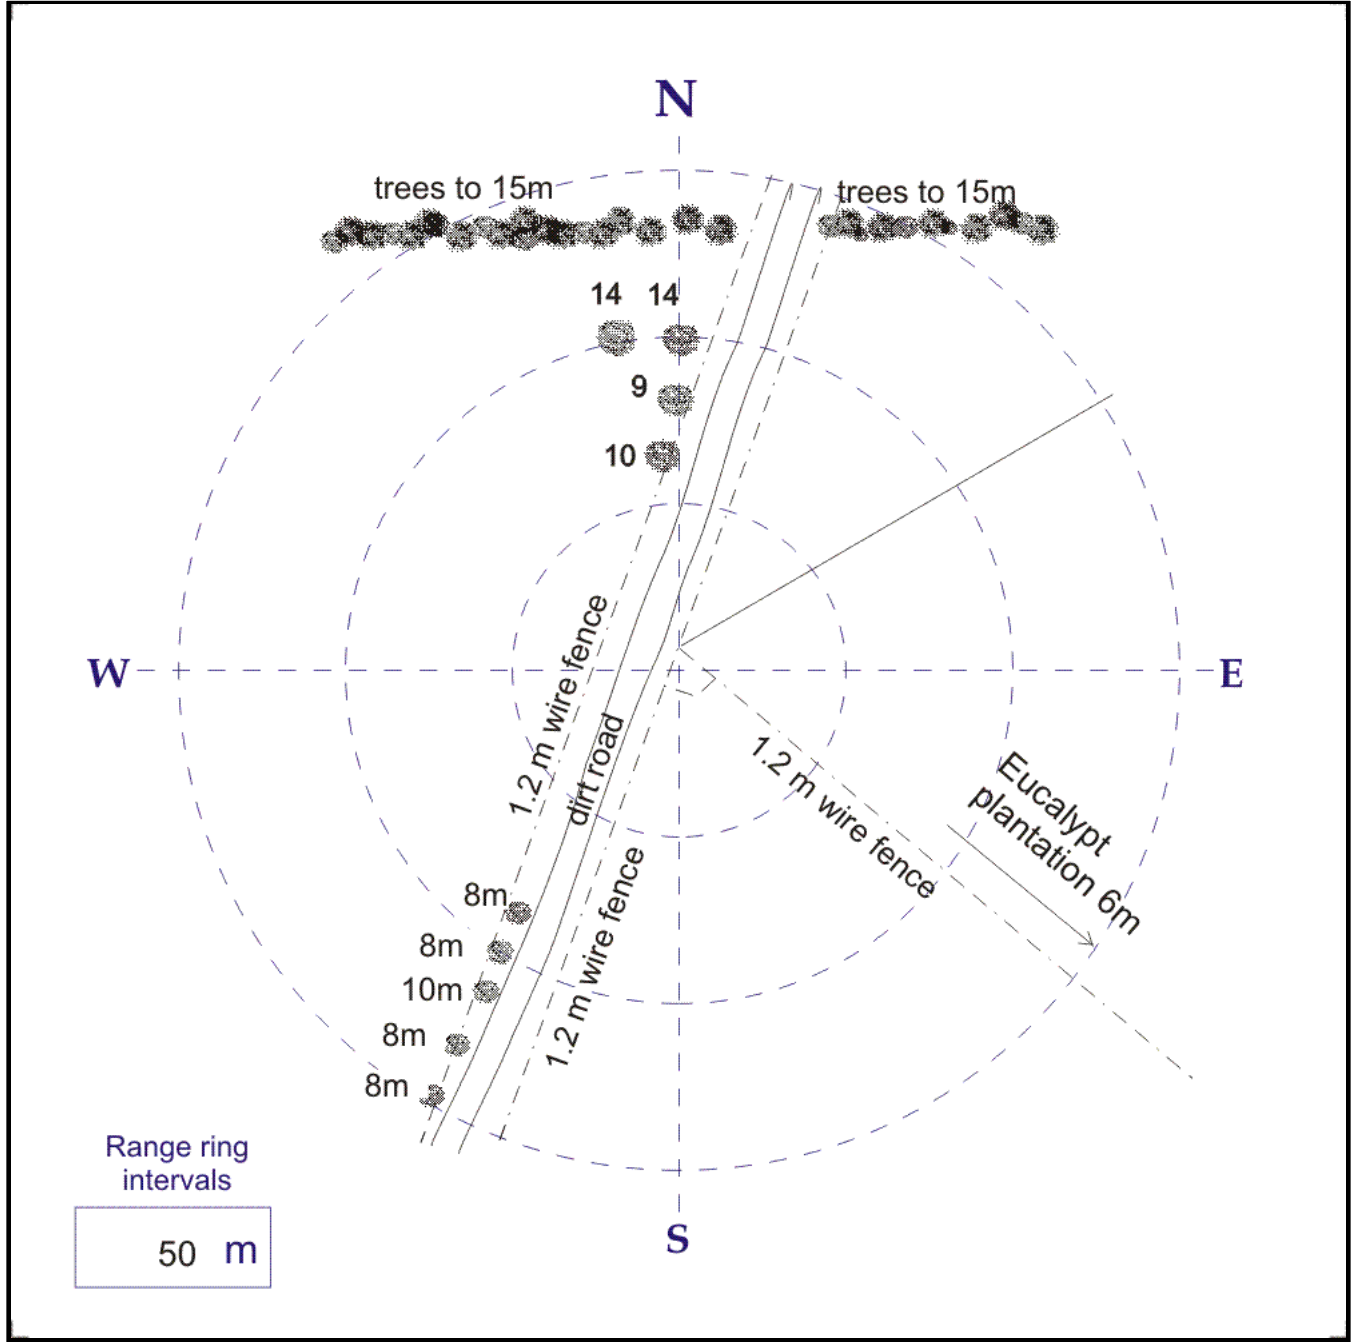 N
trees to 15m
trees to 15m
14 14
9
10
1.2 m wire fence
W
E
dirt road
1.2 m wire fence
Eucalypt
plantation 6m
1.2 m wire fence
8m
8m
10m
8m
8m
Range ring
intervals
50 m
S